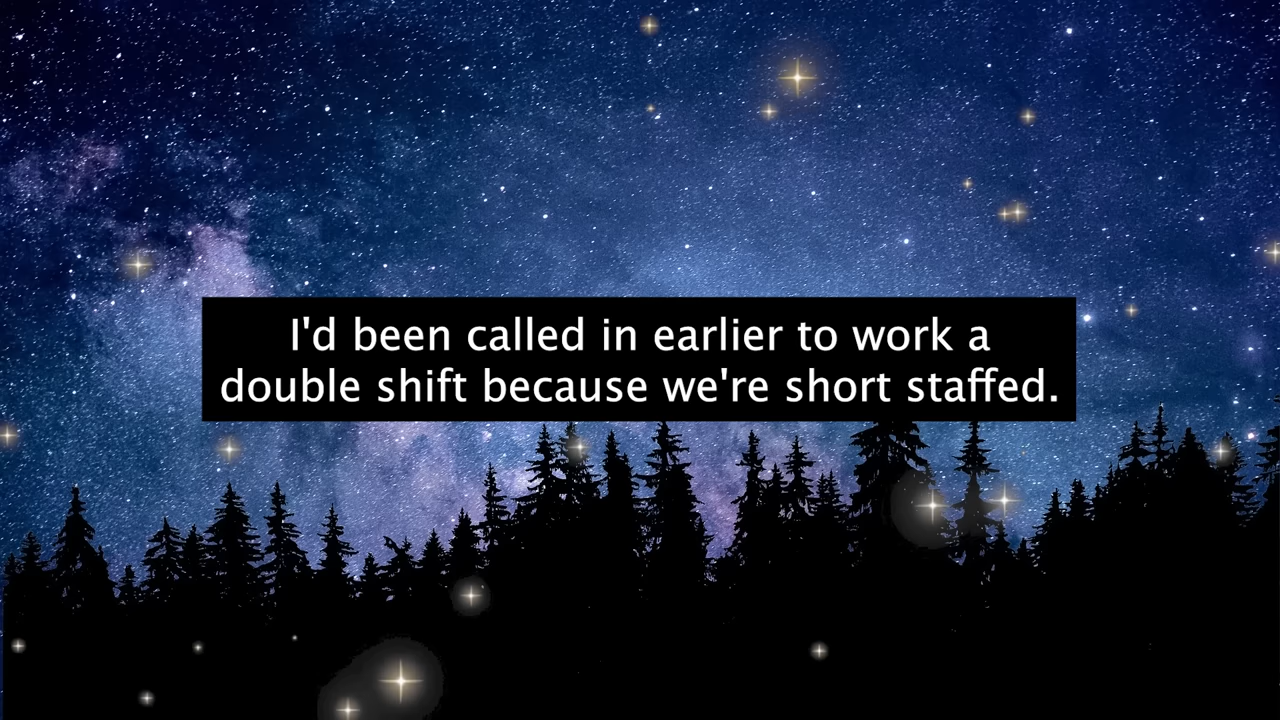 I'd been called in earlier to work a
double shift because we're short staffed.